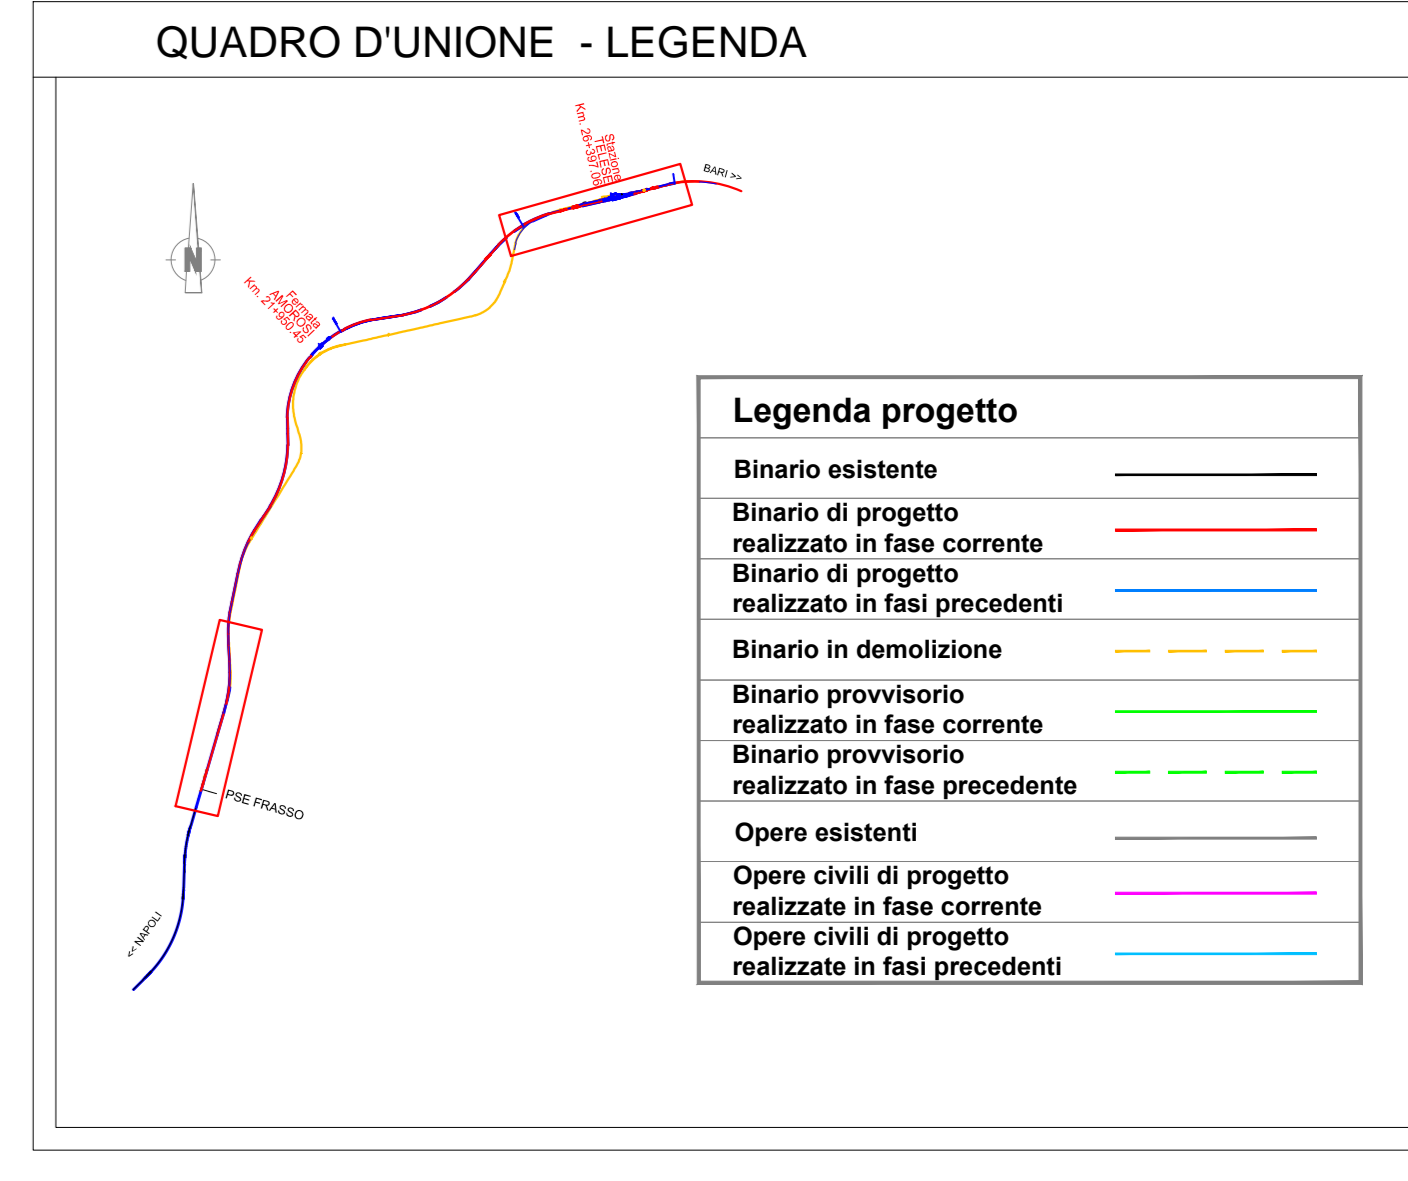 QUADRO D'UNIONE - LEGENDA
Stazione
TELESE
Km. 26+397.06
BARI >>
N
Fermata
AMOROSI
Km. 21+950.45
PSE FRASSO
<< NAPOLI
Legenda progetto
Binario esistente
Binario di progetto
realizzato in fase corrente
Binario di progetto
realizzato in fasi precedenti
Binario in demolizione
Binario provvisorio
realizzato in fase corrente
Binario provvisorio
realizzato in fase precedente
Opere esistenti
Opere civili di progetto
realizzate in fase corrente
Opere civili di progetto
realizzate in fasi precedenti